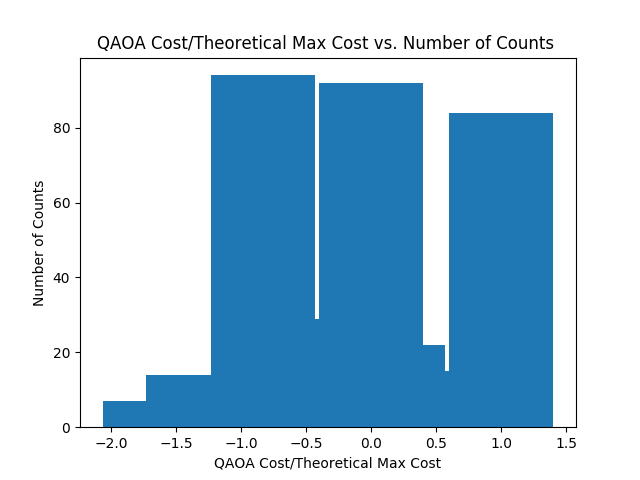 QAOA Cost/Theoretical Max Cost vs. Number of Counts
Number of Counts
80
60
40
20
0
−2.0 −1.5 −1.0 −0.5 0.0 0.5 1.0 1.5
QAOA Cost/Theoretical Max Cost